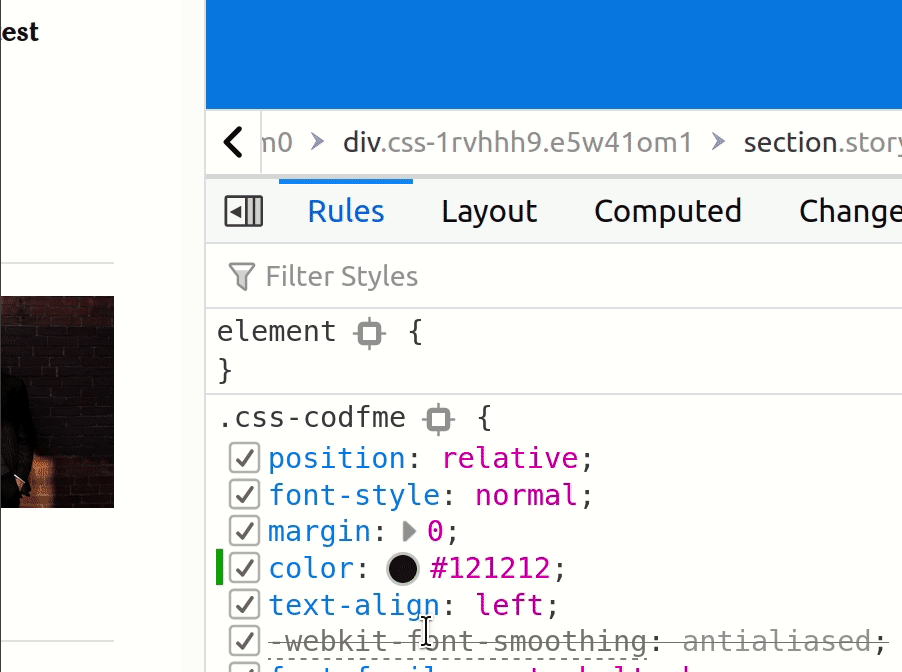 est
m0 div.css-1rvhhh9.e5w41om1 section.story
Rules Layout Computed Change
Filter Styles
element {
}
.css-codfme {
position: relative;
font-style: normal;
margin: 0;
color: #121212;
text-align: left;
-webkit-font-smoothing: antialiased;